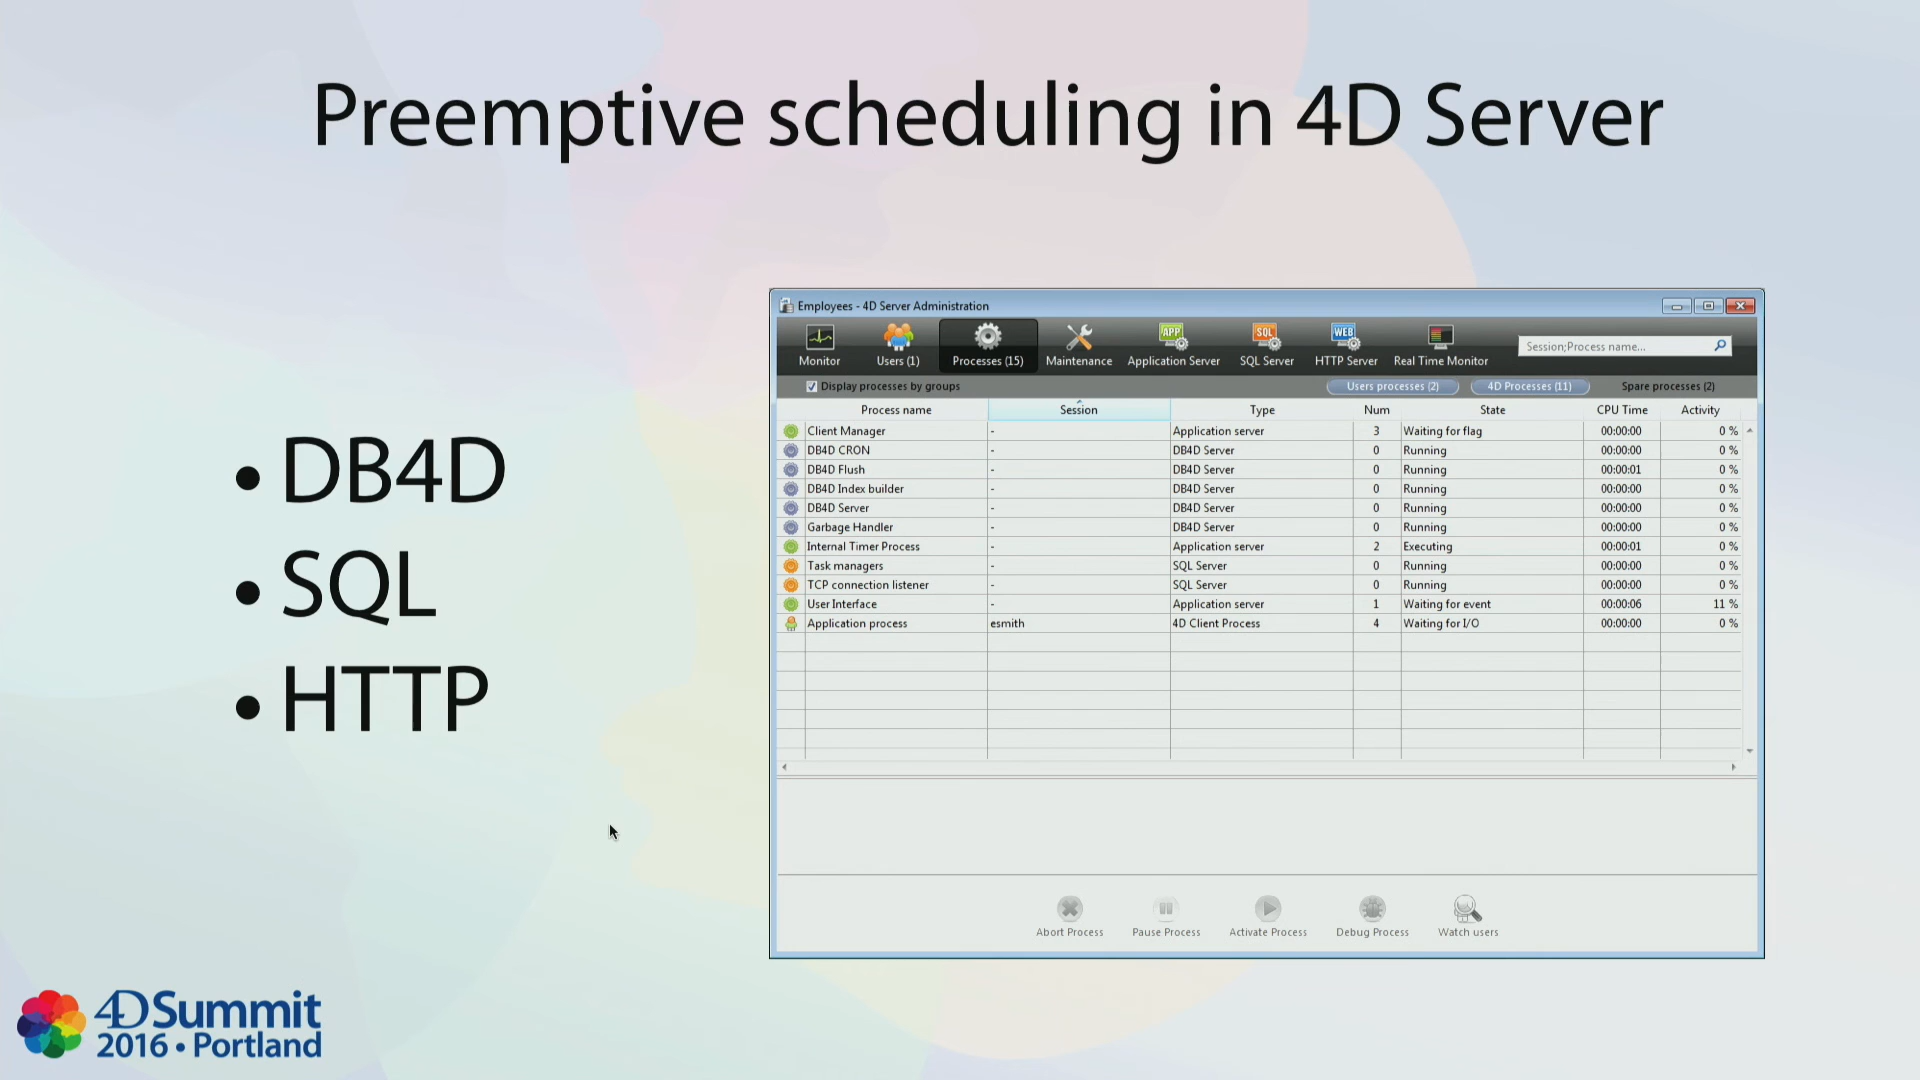 Preemptive scheduling in 4D Server
• DB4D
• SQL
• HTTP
Employees - 4D Server Administration
Monitor Users (1) Processes (15) Maintenance Application Server SQL Server HTTP Server Real Time Monitor Session;Process name...
APP SQL WEB
Display processes by groups Users processes (2) 4D Processes (11) Spare processes (2)
Process name Session Type Num State CPU Time Activity
Client Manager - Application server 3 Waiting for flag 00:00:00 0 %
DB4D CRON - DB4D Server 0 Running 00:00:00 0 %
DB4D Flush - DB4D Server 0 Running 00:00:01 0 %
DB4D Index builder - DB4D Server 0 Running 00:00:00 0 %
DB4D Server - DB4D Server 0 Running 00:00:00 0 %
Garbage Handler - DB4D Server 0 Running 00:00:00 0 %
Internal Timer Process - Application server 2 Executing 00:00:01 0 %
Task managers - SQL Server 0 Running 00:00:00 0 %
TCP connection listener - SQL Server 0 Running 00:00:00 0 %
User Interface - Application server 1 Waiting for event 00:00:06 11 %
Application process esmith 4D Client Process 4 Waiting for I/O 00:00:00 0 %
Abort Process Pause Process Activate Process Debug Process Watch users
4D Summit
2016 • Portland